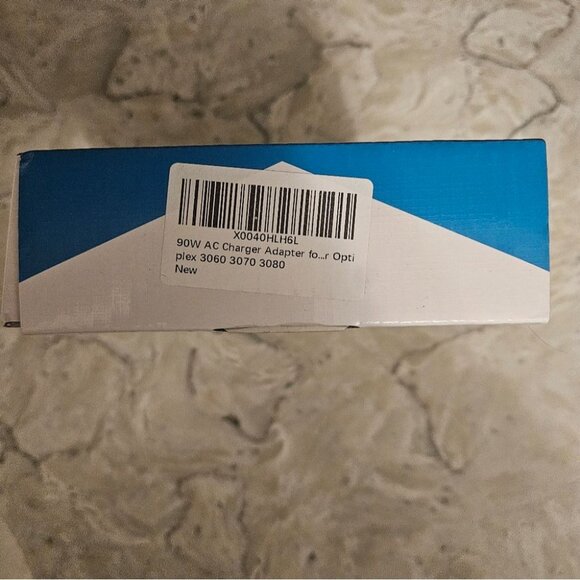 X0040HLH6L
90W AC Charger Adapter fo...r Opti
plex 3060 3070 3080
New